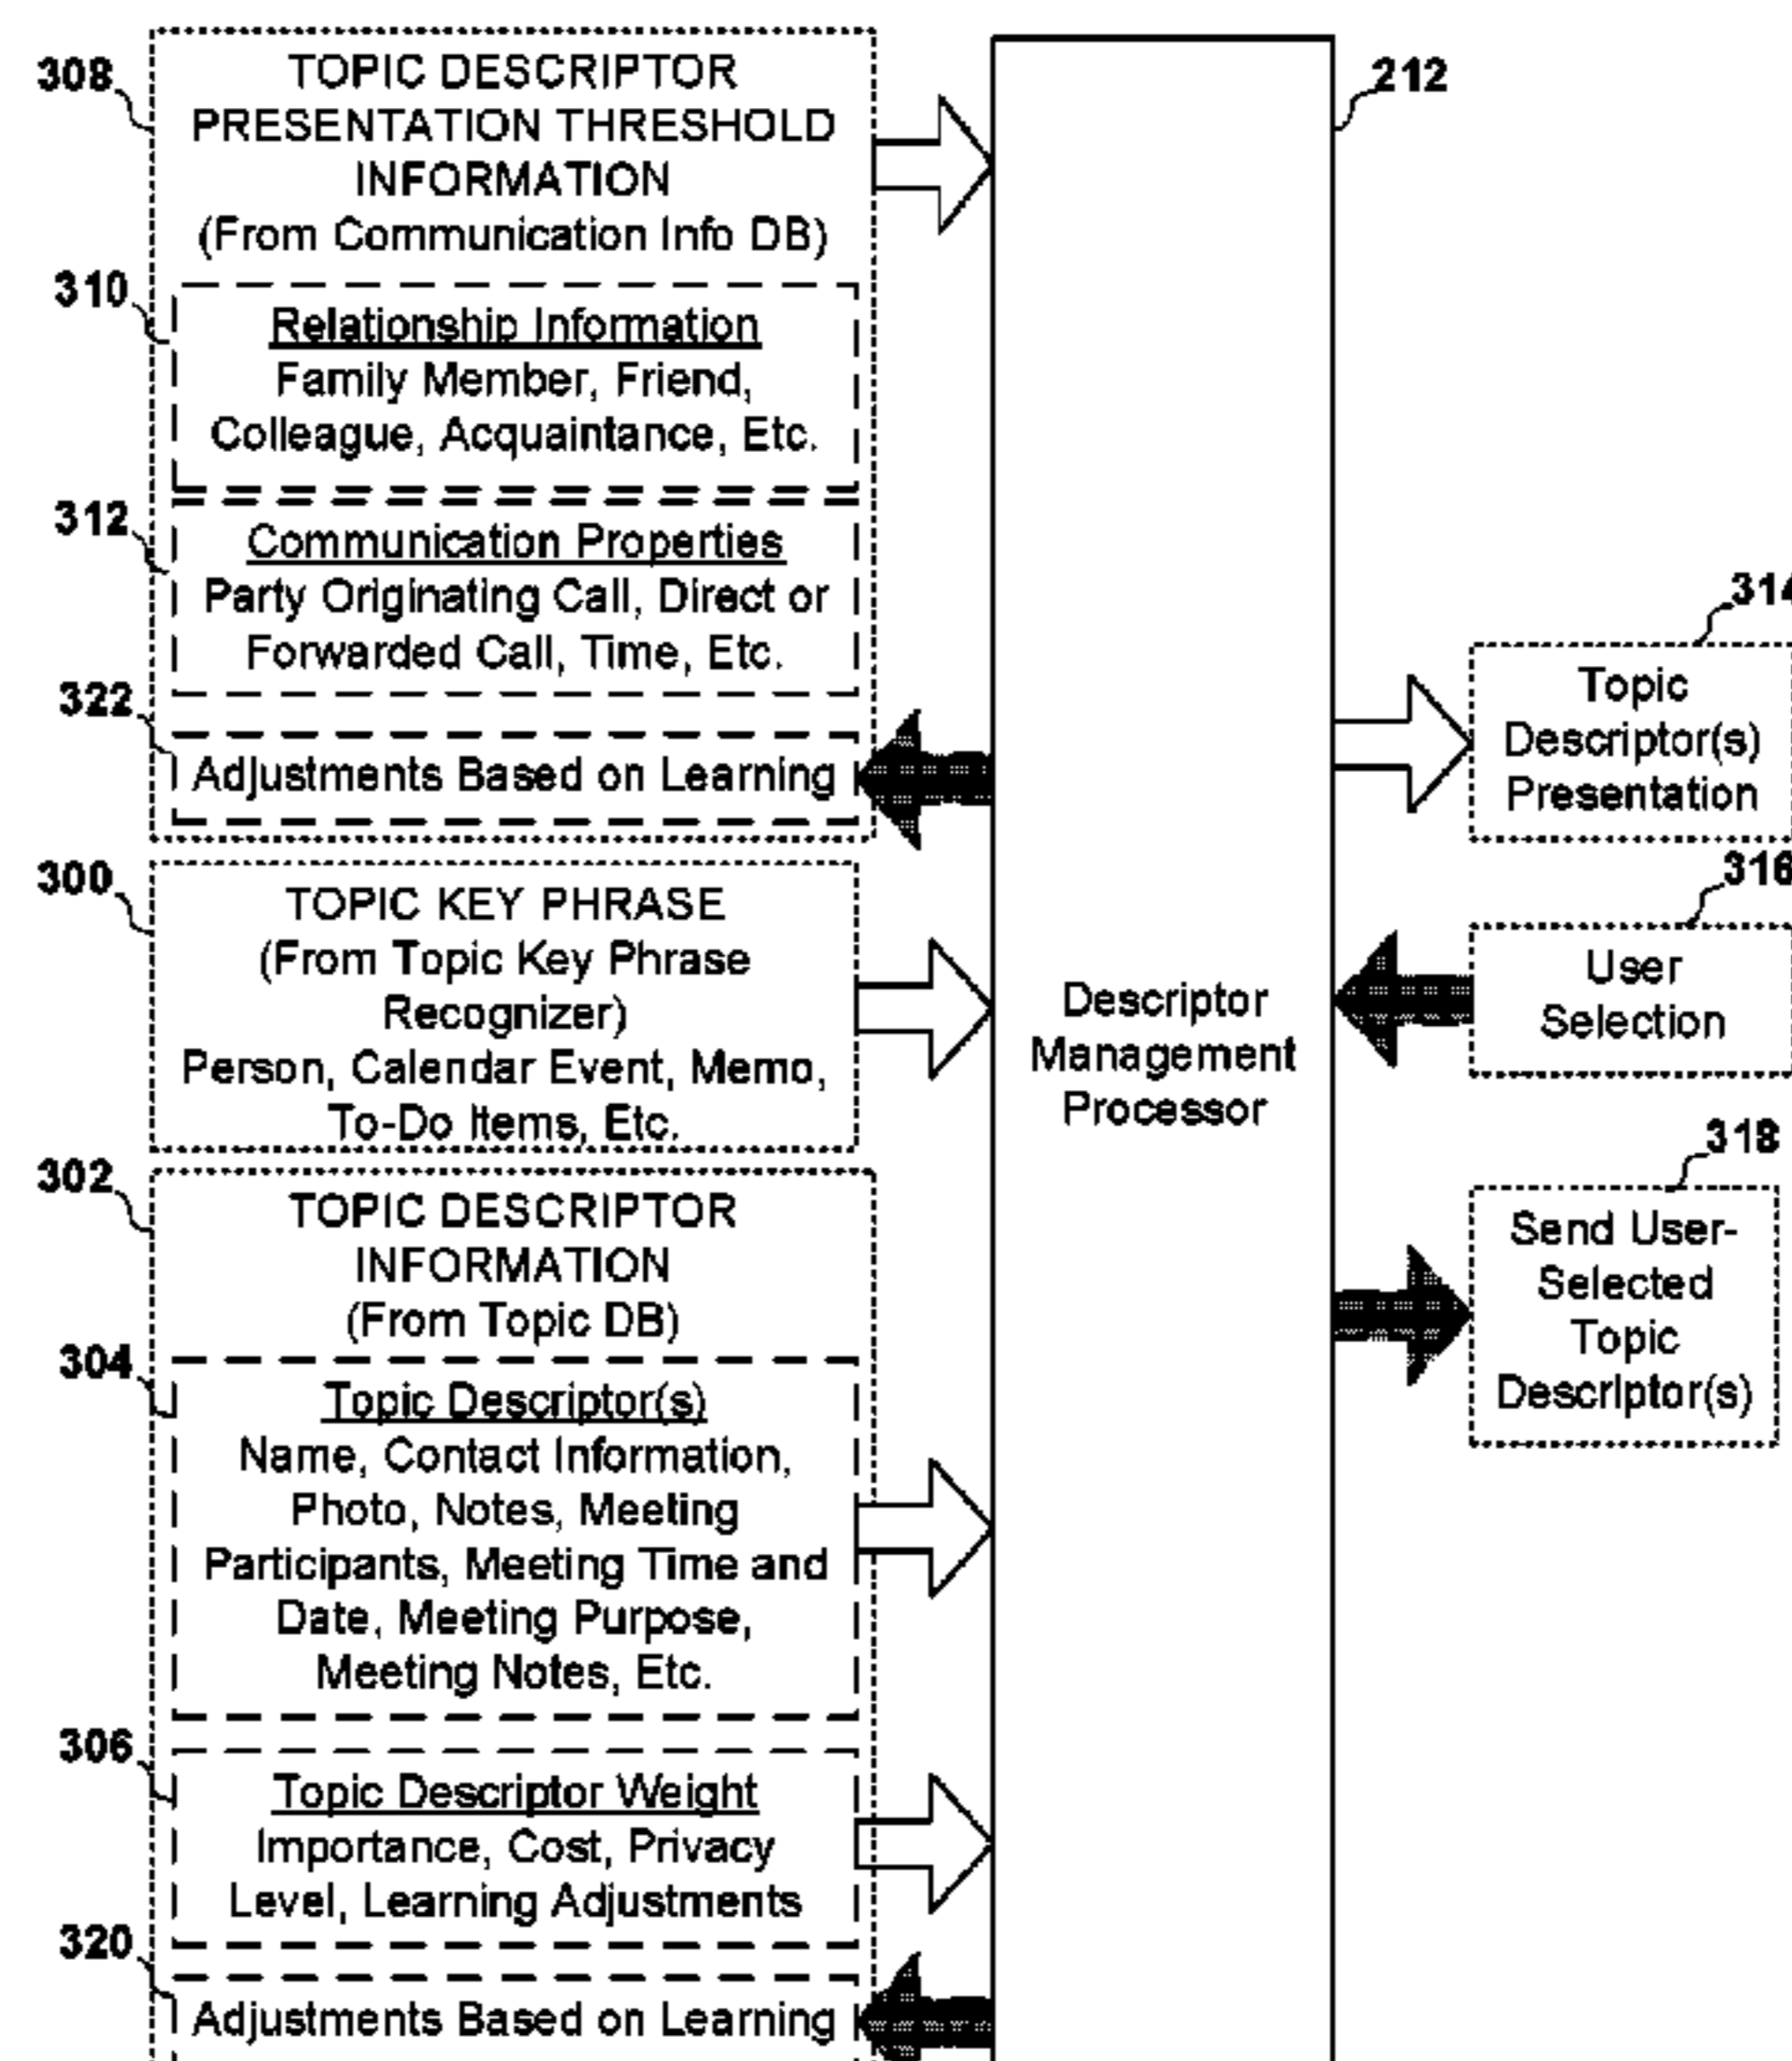 308
TOPIC DESCRIPTOR
PRESENTATION THRESHOLD
INFORMATION
(From Communication Info DB)
310
Relationship Information
Family Member, Friend,
Colleague, Acquaintance, Etc.
312
Communication Properties
Party Originating Call, Direct or
Forwarded Call, Time, Etc.
322
Adjustments Based on Learning
300
TOPIC KEY PHRASE
(From Topic Key Phrase
Recognizer)
Person, Calendar Event, Memo,
To-Do Items, Etc.
302
TOPIC DESCRIPTOR
INFORMATION
(From Topic DB)
304
Topic Descriptor(s)
Name, Contact Information,
Photo, Notes, Meeting
Participants, Meeting Time and
Date, Meeting Purpose,
Meeting Notes, Etc.
306
Topic Descriptor Weight
Importance, Cost, Privacy
Level, Learning Adjustments
320
Adjustments Based on Learning
212
Descriptor
Management
Processor
314
Topic
Descriptor(s)
Presentation
316
User
Selection
318
Send User-
Selected
Topic
Descriptor(s)